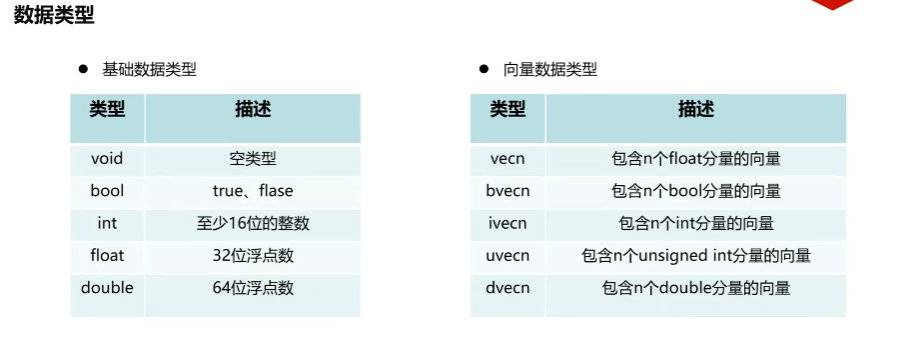 数据类型
● 基础数据类型
类型 描述
void 空类型
bool true、flase
int 至少16位的整数
float 32位浮点数
double 64位浮点数
● 向量数据类型
类型 描述
vecn 包含n个float分量的向量
bvecn 包含n个bool分量的向量
ivecn 包含n个int分量的向量
uvecn 包含n个unsigned int分量的向量
dvecn 包含n个double分量的向量